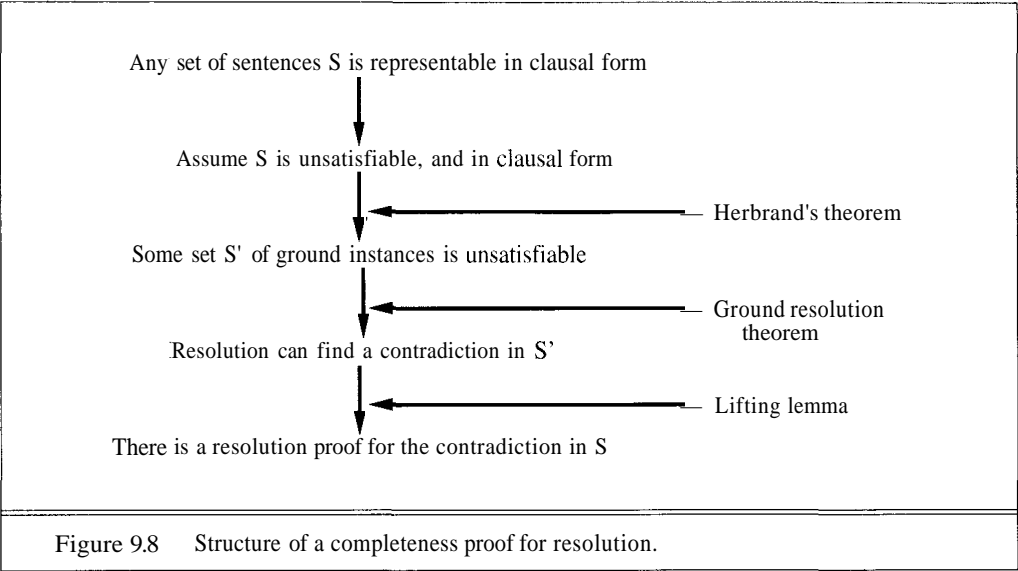 Any set of sentences S is representable in clausal form
Assume S is unsatisfiable, and in clausal form
Herbrand's theorem
Some set S' of ground instances is unsatisfiable
Ground resolution
theorem
Resolution can find a contradiction in S'
Lifting lemma
There is a resolution proof for the contradiction in S
Figure 9.8 Structure of a completeness proof for resolution.